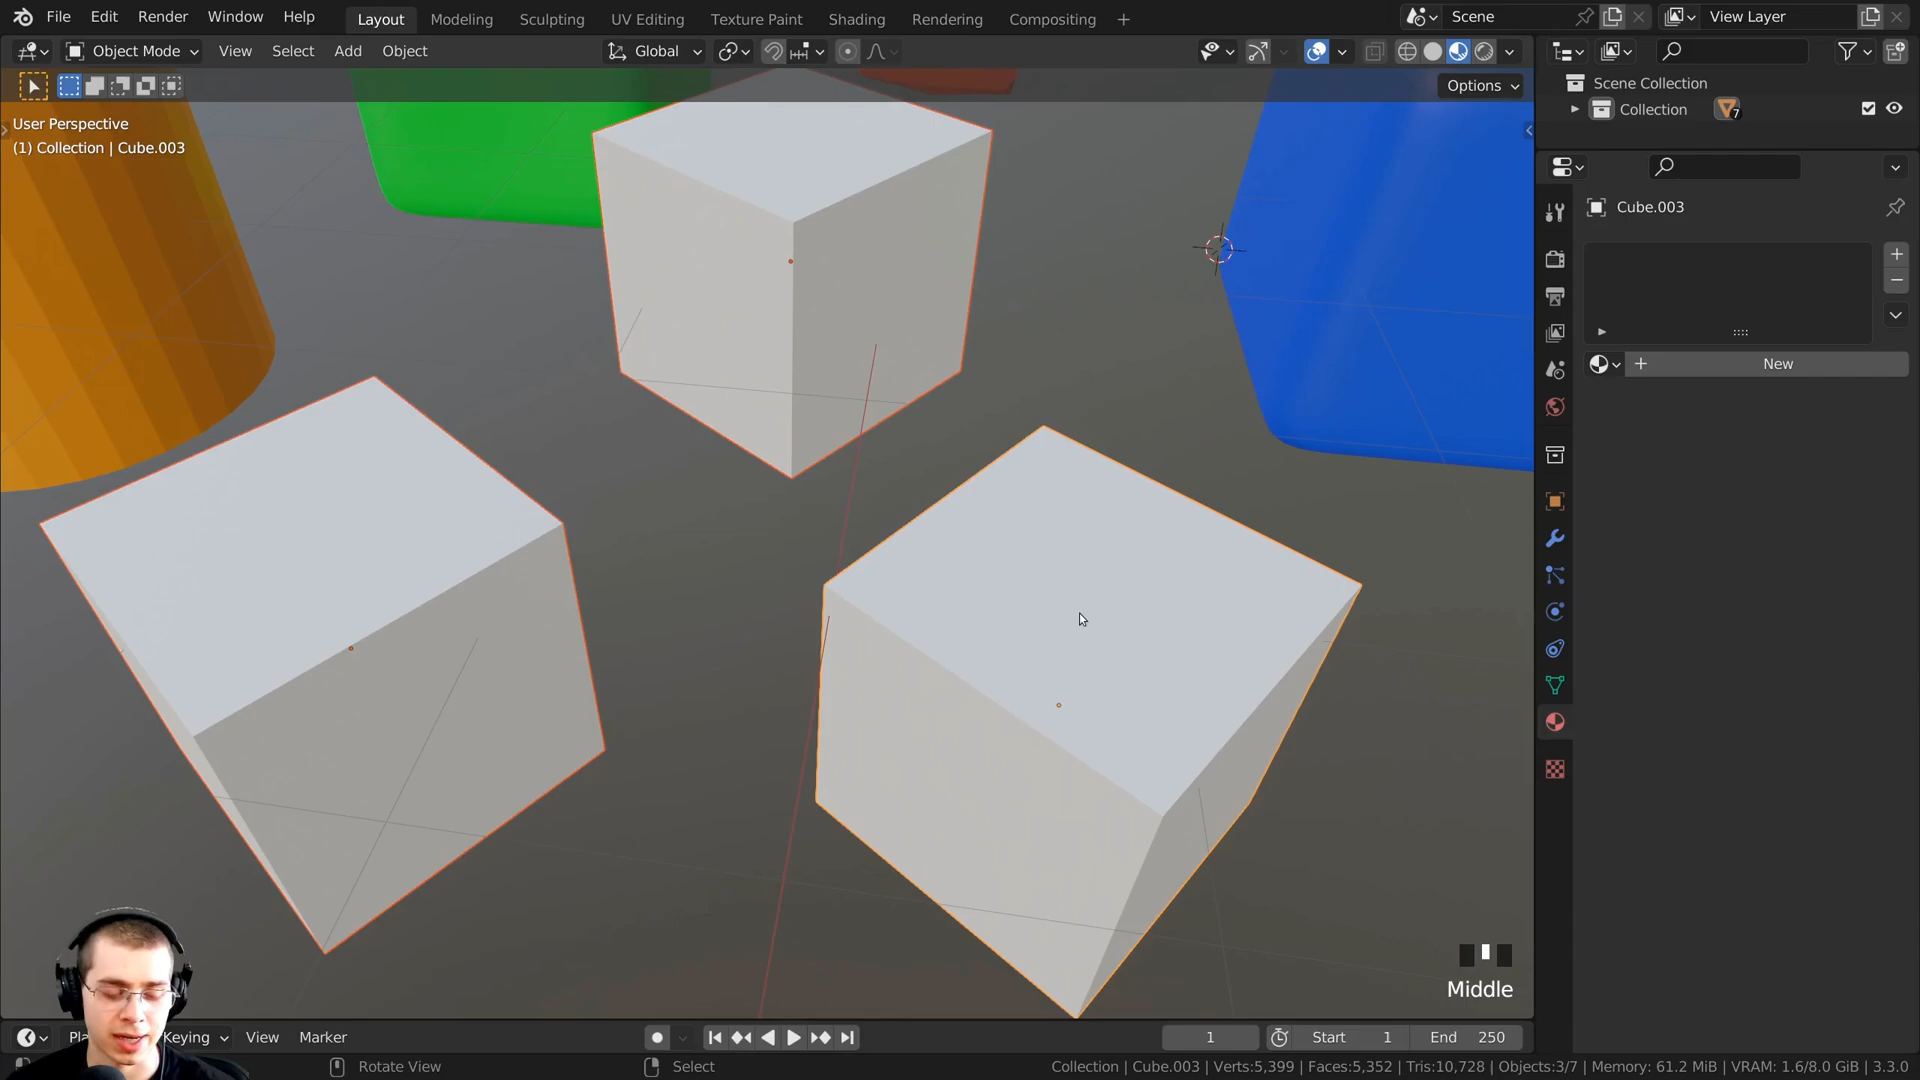 File Edit Render Window Help Layout Modeling Sculpting UV Editing Texture Paint Shading Rendering Compositing Scene View Layer
Object Mode View Select Add Object Global
Options
User Perspective
(1) Collection | Cube.003
Scene Collection
Collection 7
Cube.003
New
Middle
Keying View Marker 1 Start 1 End 250
Rotate View Select Collection | Cube.003 | Verts:5,399 | Faces:5,352 | Tris:10,728 | Objects:3/7 | Memory: 61.2 MiB | VRAM: 1.6/8.0 GiB | 3.3.0